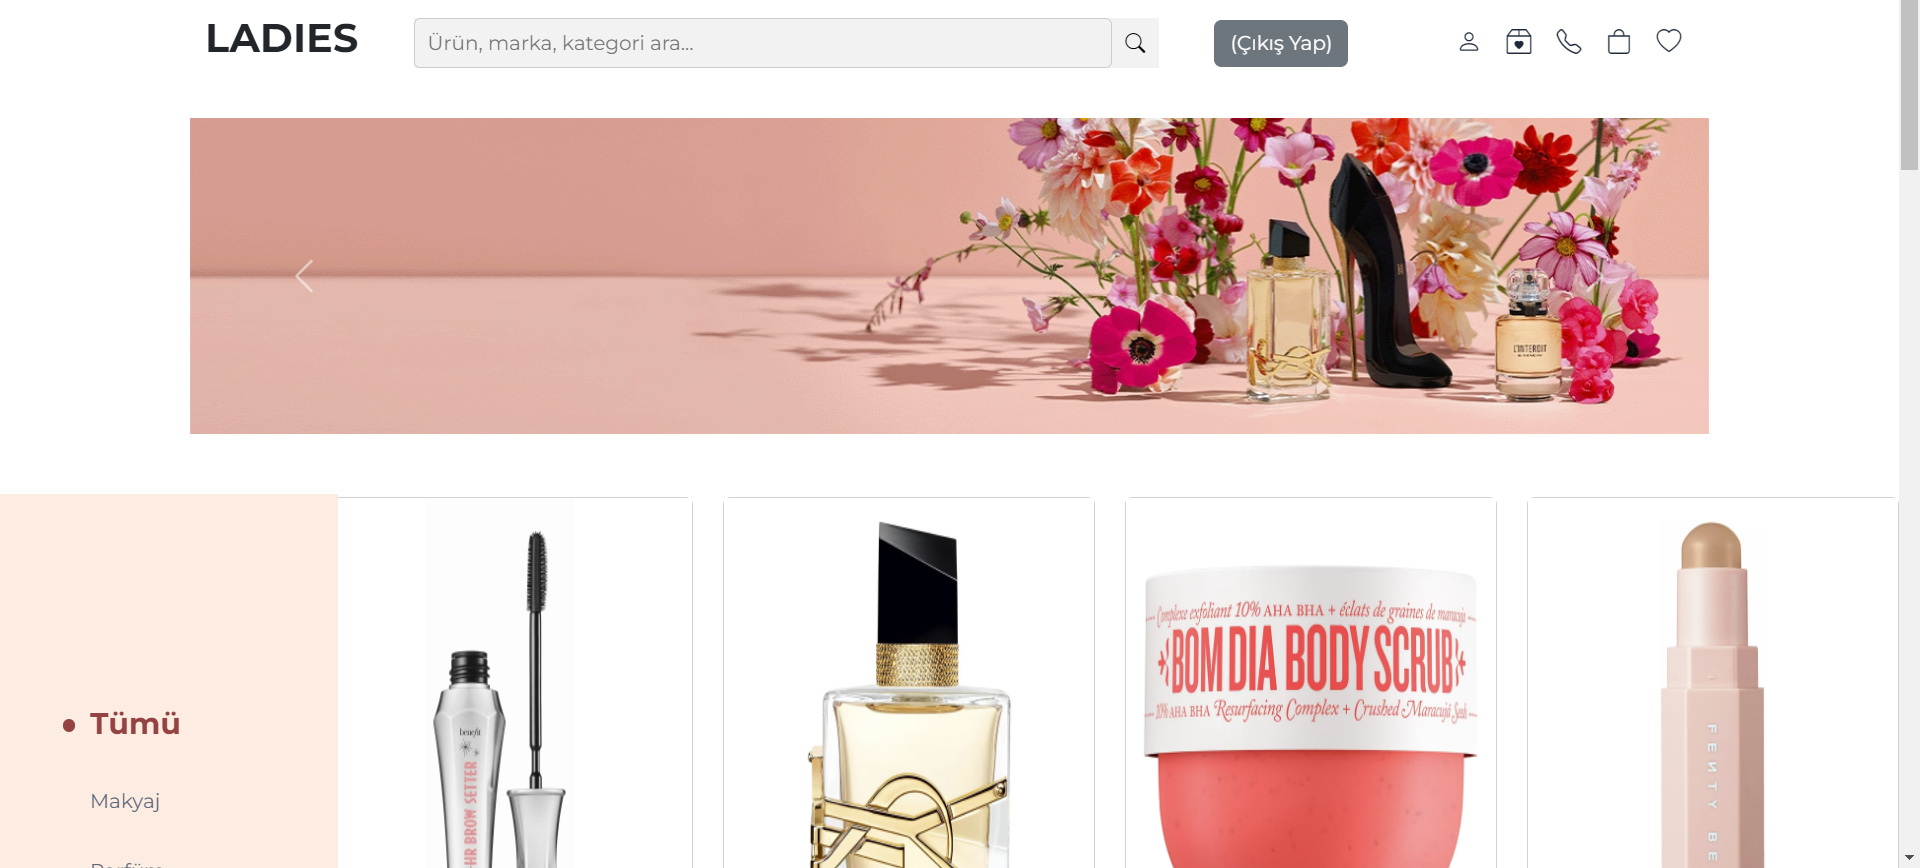 LADIES
Ürün, marka, kategori ara...
(Çıkış Yap)
L'INTERDIT
Tümü
Makyaj
benefit
24-HR BROW SETTER
Complexe exfoliant 10% AHA BHA + éclats de graines de maracuja
BOM DIA BODY SCRUB
10% AHA BHA Resurfacing Complex + Crushed Maracujá Seeds
FENTY BE